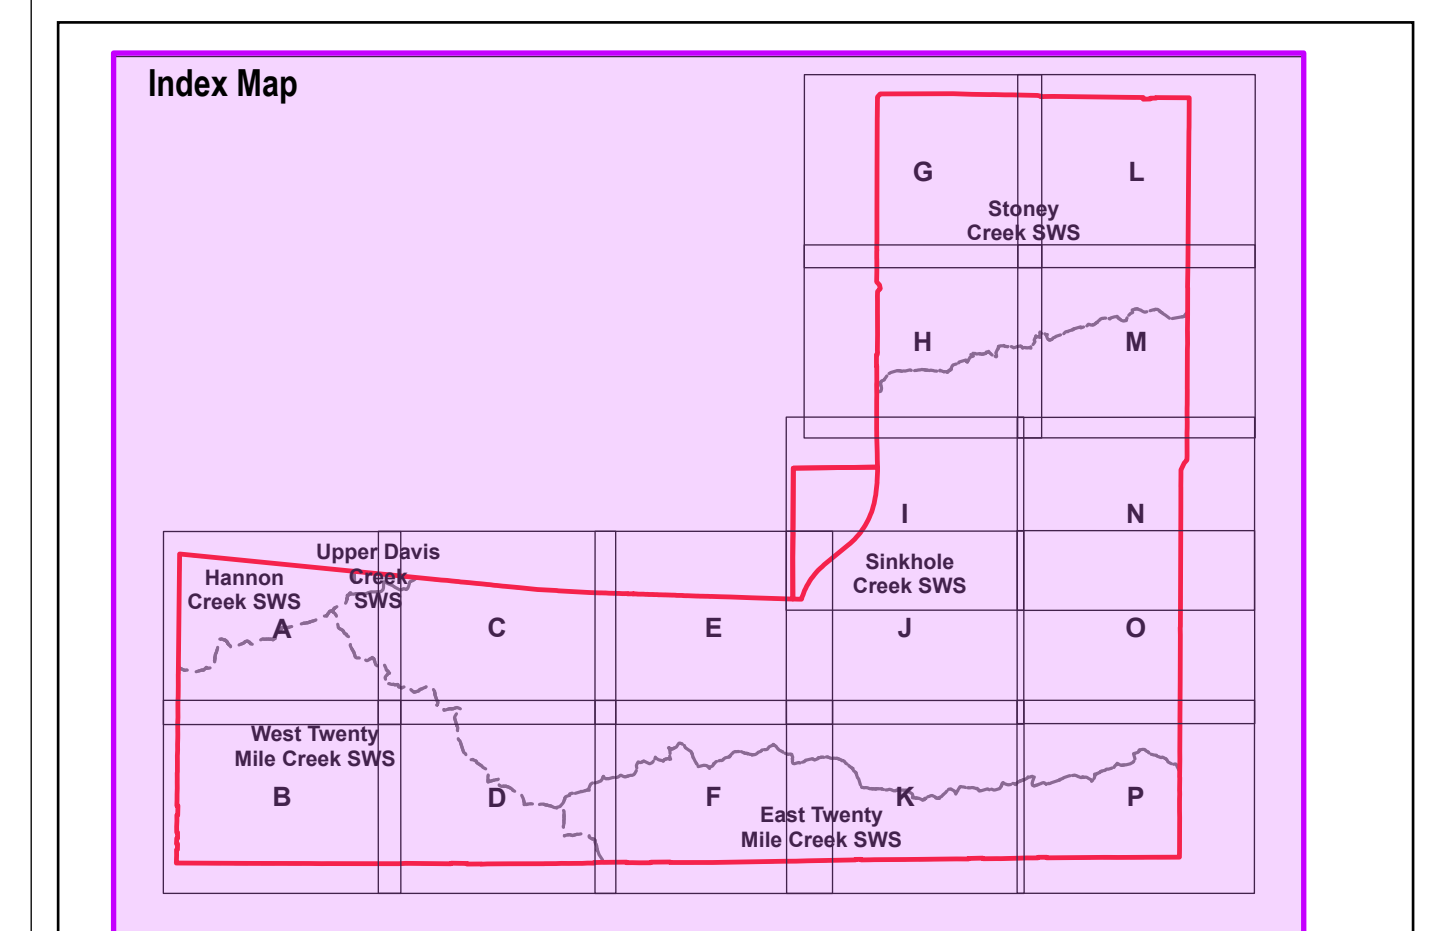 Index Map
G
L
Stoney
Creek SWS
H
M
I
N
Upper Davis
Creek
SWS
Hannon
Creek SWS
Sinkhole
Creek SWS
A
C
E
J
O
West Twenty
Mile Creek SWS
B
D
F
K
P
East Twenty
Mile Creek SWS